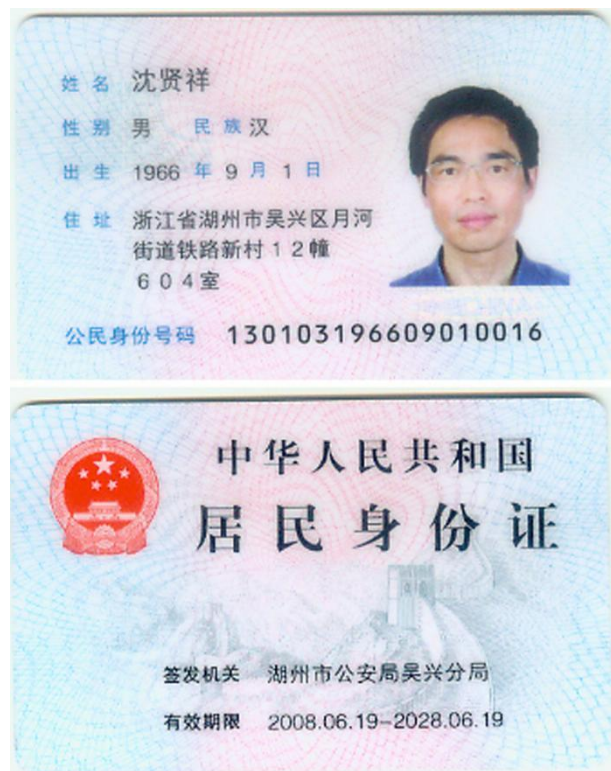 姓名 沈贤祥
性别 男 民族 汉
出生 1966 年 9 月 1 日
住址 浙江省湖州市吴兴区月河
街道铁路新村12幢
604室
公民身份号码 130103196609010016
中华人民共和国
居民身份证
签发机关 湖州市公安局吴兴分局
有效期限 2008.06.19-2028.06.19